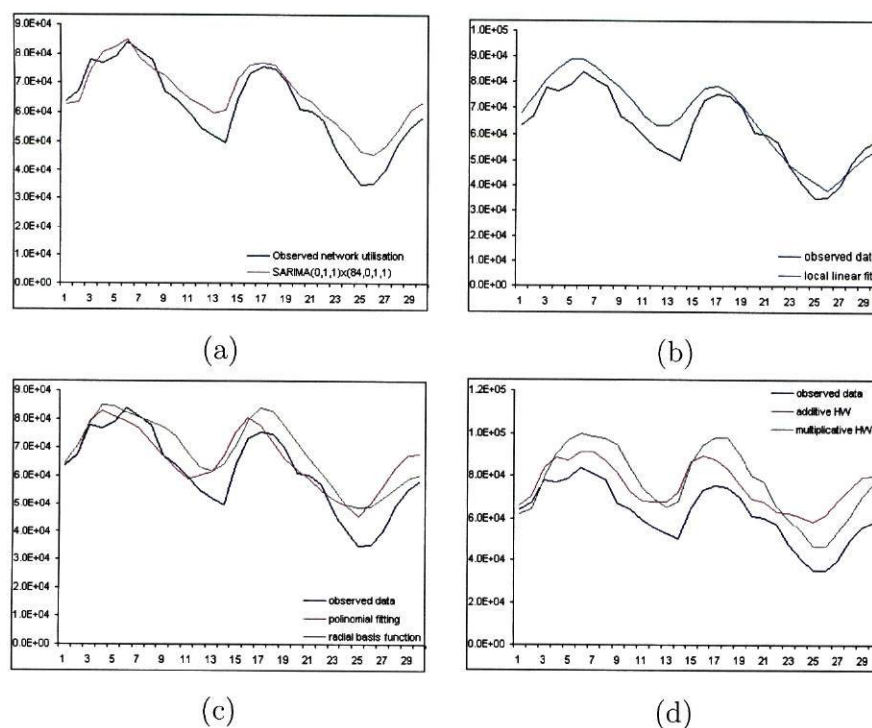 9.0E+04
8.0E+04
7.0E+04
6.0E+04
5.0E+04
4.0E+04
3.0E+04
2.0E+04
1.0E+04
0.0E+00
Observed network utilisation
SARIMA(0,1,1)x(84,0,1,1)
1 3 5 7 9 11 13 15 17 19 21 23 25 27 29
(a)
1.0E+05
9.0E+04
8.0E+04
7.0E+04
6.0E+04
5.0E+04
4.0E+04
3.0E+04
2.0E+04
1.0E+04
0.0E+00
observed dat
local linear fit
1 3 5 7 9 11 13 15 17 19 21 23 25 27 29
(b)
9.0E+04
8.0E+04
7.0E+04
6.0E+04
5.0E+04
4.0E+04
3.0E+04
2.0E+04
1.0E+04
0.0E+00
observed data
polinomial fitting
radial basis function
1 3 5 7 9 11 13 15 17 19 21 23 25 27 29
(c)
1.2E+05
1.0E+05
8.0E+04
6.0E+04
4.0E+04
2.0E+04
0.0E+00
observed data
additive HW
multiplicative HW
1 3 5 7 9 11 13 15 17 19 21 23 25 27 29
(d)